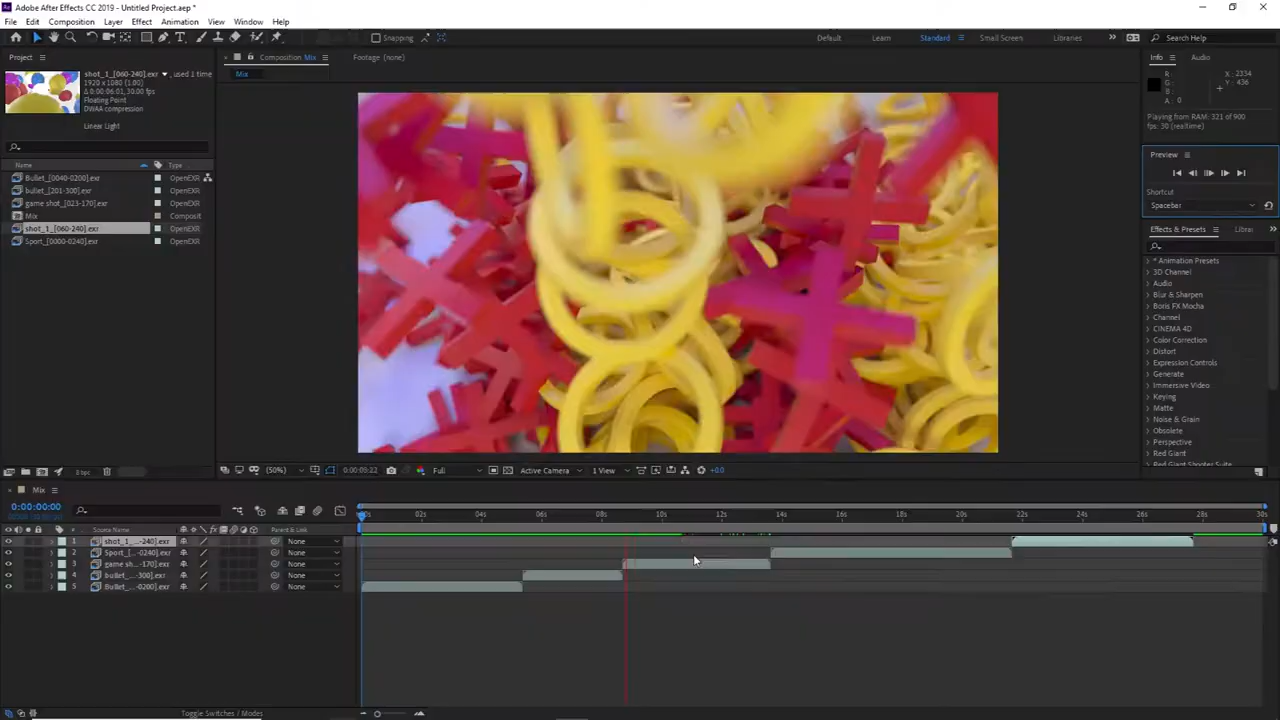 Adobe After Effects CC 2019 - Untitled Project.aep *
File Edit Composition Layer Effect Animation View Window Help
Snapping
Default Learn Standard Small Screen Libraries Search Help
Project
shot_1_[060-240].exr , used 1 time
1920 x 1080 (1.00)
Δ 0:00:06:01, 30.00 fps
Floating Point
DWAA compression
Linear Light
Name Type
Bullet_[0040-0200].exr OpenEXR
bullet_[201-300].exr OpenEXR
game shot_[023-170].exr OpenEXR
Mix Composit
shot_1_[060-240].exr OpenEXR
Sport_[0000-0240].exr OpenEXR
8 bpc
Composition Mix
Footage (none)
Mix
(50%) 0:00:05:22 Full Active Camera 1 View +0.0
Info Audio
R :
G :
B :
A : 0
X : 2334
Y : 436
Playing from RAM: 321 of 900
fps: 30 (realtime)
Preview
Shortcut
Spacebar
Effects & Presets Librar
* Animation Presets
3D Channel
Audio
Blur & Sharpen
Boris FX Mocha
Channel
CINEMA 4D
Color Correction
Distort
Expression Controls
Generate
Immersive Video
Keying
Matte
Noise & Grain
Obsolete
Perspective
Red Giant
Red Giant Shooter Suite
Mix
0:00:00:00
# Source Name Parent & Link
02s 04s 06s 08s 10s 12s 14s 16s 18s 20s 22s 24s 26s 28s 30s
1 shot_1_...-240].exr None
2 Sport_[...-0240].exr None
3 game sh...-170].exr None
4 bullet_...-300].exr None
5 Bullet_...-0200].exr None
Toggle Switches / Modes